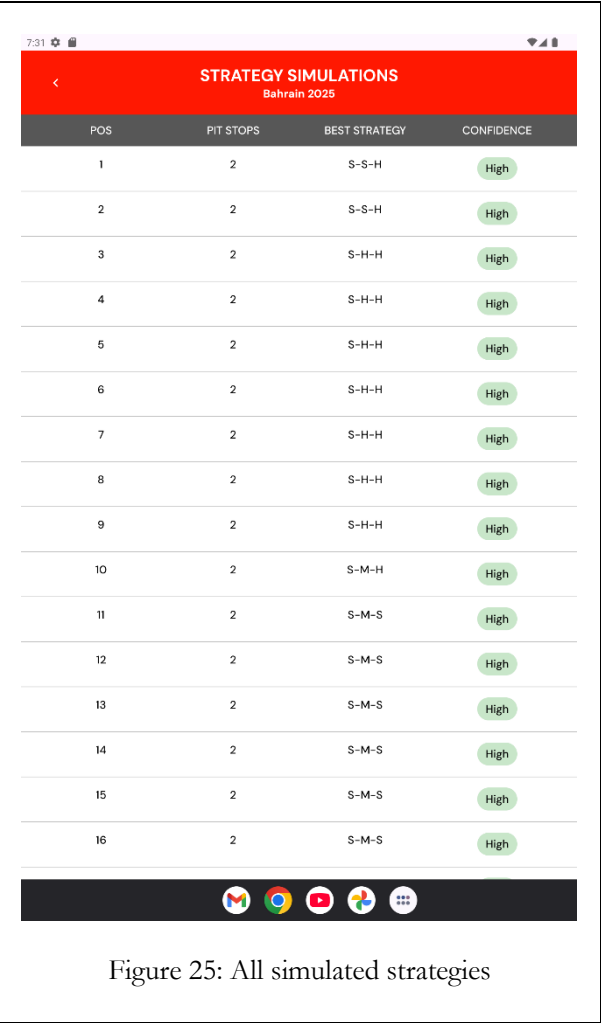 7:31
STRATEGY SIMULATIONS
Bahrain 2025
POS PIT STOPS BEST STRATEGY CONFIDENCE
1 2 S-S-H High
2 2 S-S-H High
3 2 S-H-H High
4 2 S-H-H High
5 2 S-H-H High
6 2 S-H-H High
7 2 S-H-H High
8 2 S-H-H High
9 2 S-H-H High
10 2 S-M-H High
11 2 S-M-S High
12 2 S-M-S High
13 2 S-M-S High
14 2 S-M-S High
15 2 S-M-S High
16 2 S-M-S High
Figure 25: All simulated strategies